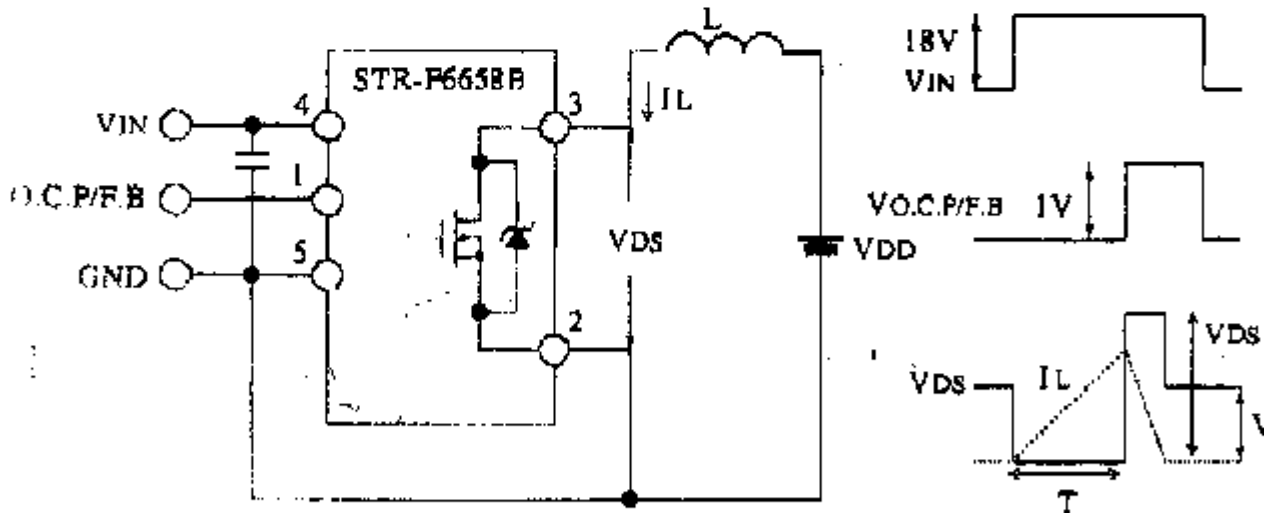 L
18V
VIN
STR-F6658B
4
3
IL
VIN
1
O.C.P/F.B
VO.C.P/F.B
1V
VDS
VDD
5
GND
2
VDS
VDS
IL
V
T